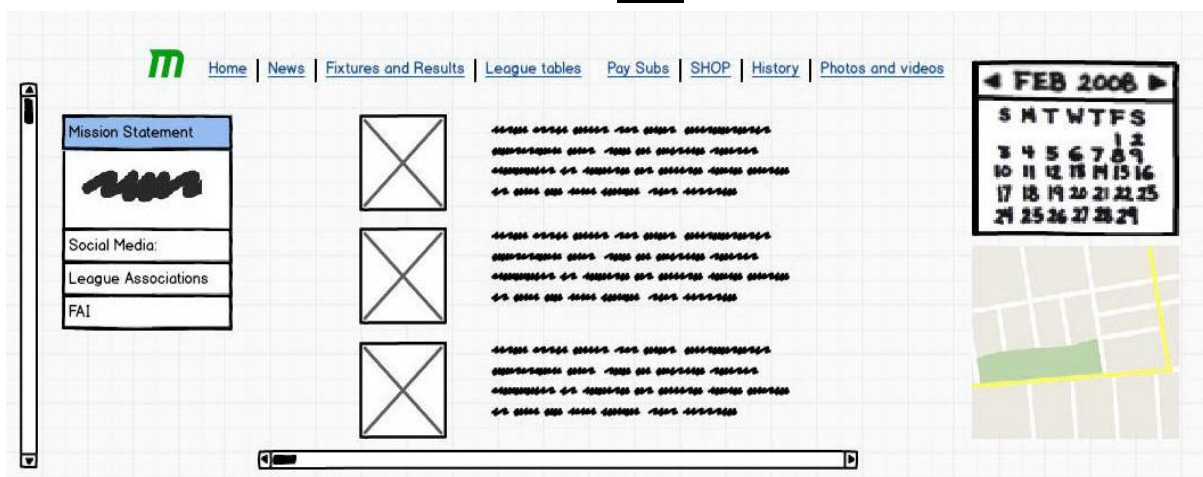 m Home News Fixtures and Results League tables Pay Subs SHOP History Photos and videos
Mission Statement
Social Media:
League Associations
FAI
FEB 2008
S M T W T F S
1 2
3 4 5 6 7 8 9
10 11 12 13 14 15 16
17 18 19 20 21 22 23
24 25 26 27 28 29